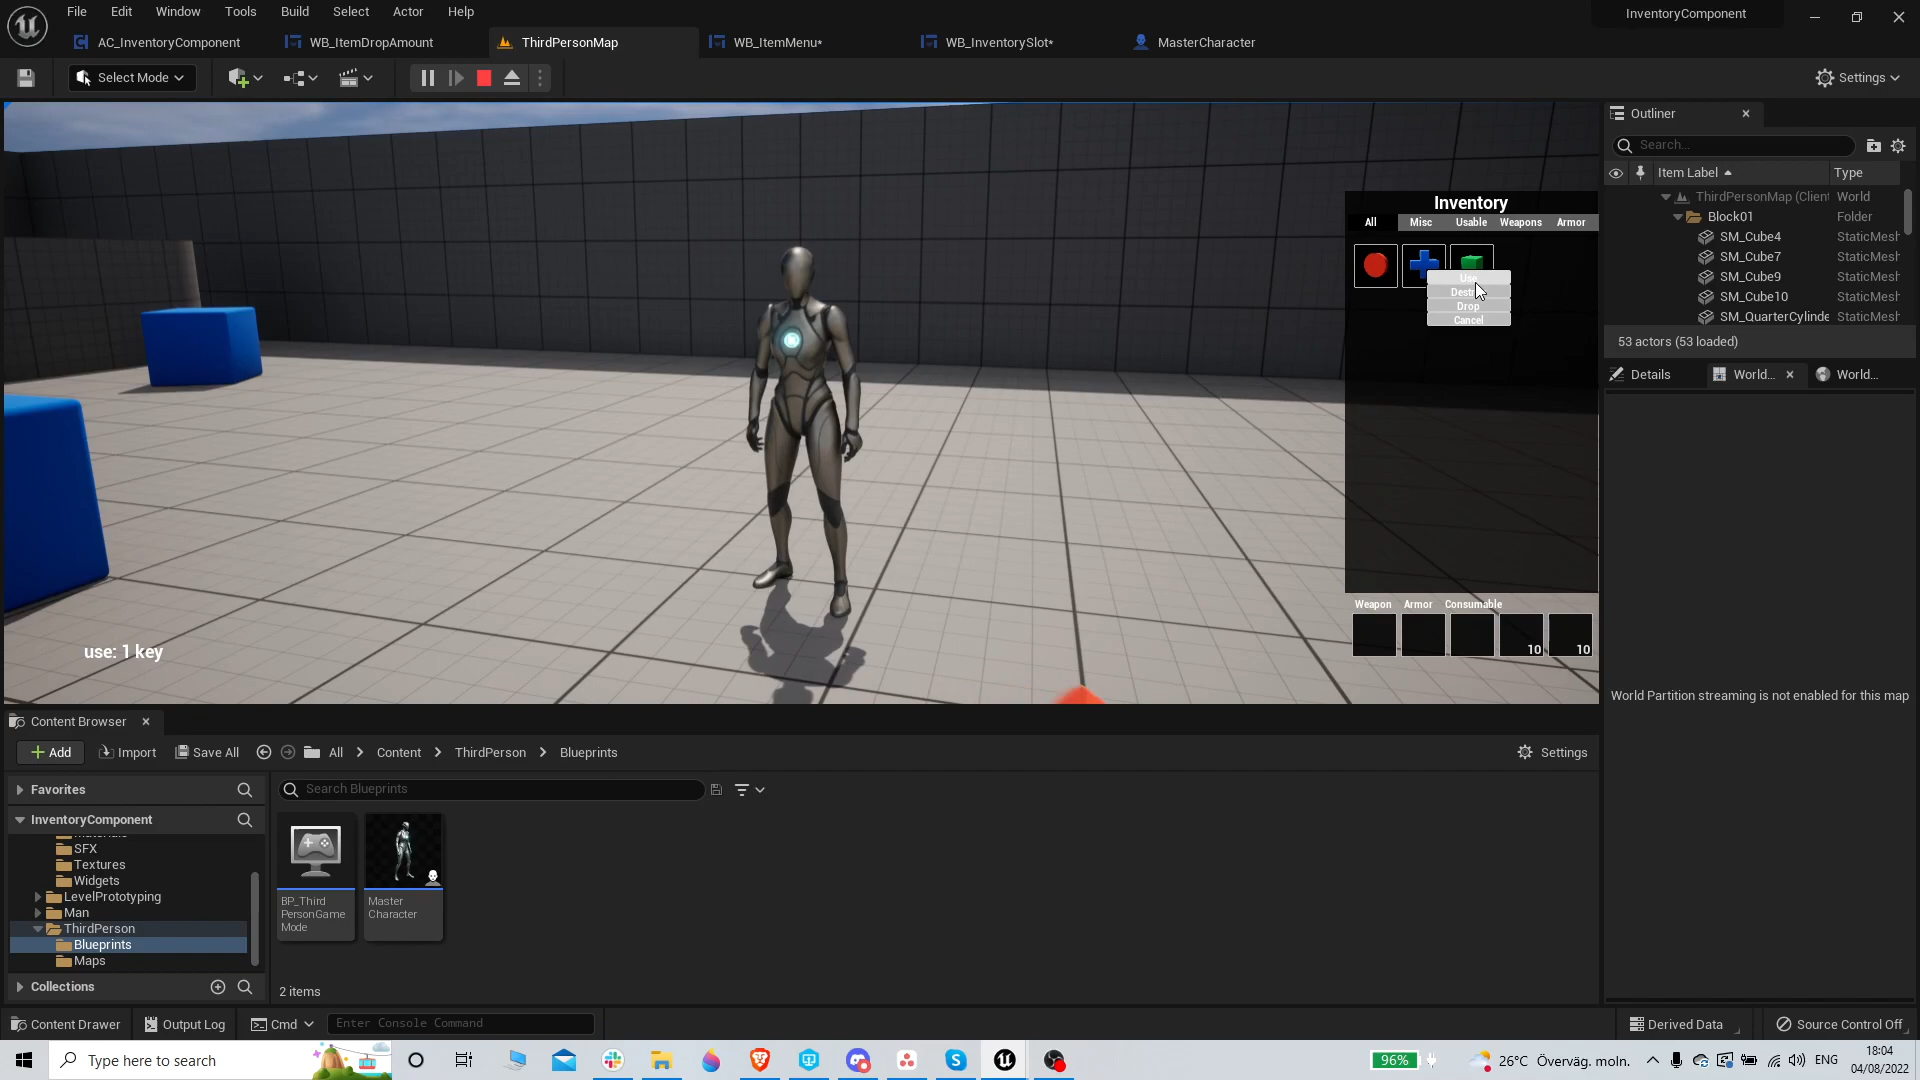 File Edit Window Tools Build Select Actor Help
InventoryComponent
AC_InventoryComponent
WB_ItemDropAmount
ThirdPersonMap
WB_ItemMenu*
WB_InventorySlot*
MasterCharacter
Select Mode
Settings
Outliner
Search...
Item Label
Type
ThirdPersonMap (Client World
Block01 Folder
SM_Cube4 StaticMesh
SM_Cube7 StaticMesh
SM_Cube9 StaticMesh
SM_Cube10 StaticMesh
SM_QuarterCylinde StaticMesh
53 actors (53 loaded)
Details
World...
World...
World Partition streaming is not enabled for this map
Inventory
All Misc Usable Weapons Armor
Drop
Cancel
Weapon Armor Consumable
10 10
use: 1 key
Content Browser
Add
Import
Save All
All
Content
ThirdPerson
Blueprints
Settings
Favorites
Search Blueprints
InventoryComponent
SFX
Textures
Widgets
LevelPrototyping
Man
ThirdPerson
Blueprints
Maps
Collections
BP_Third
PersonGame
Mode
Master
Character
2 items
Content Drawer
Output Log
Cmd
Enter Console Command
Derived Data
Source Control Off
Type here to search
96%
26°C Överväg. moln.
ENG
18:04
04/08/2022